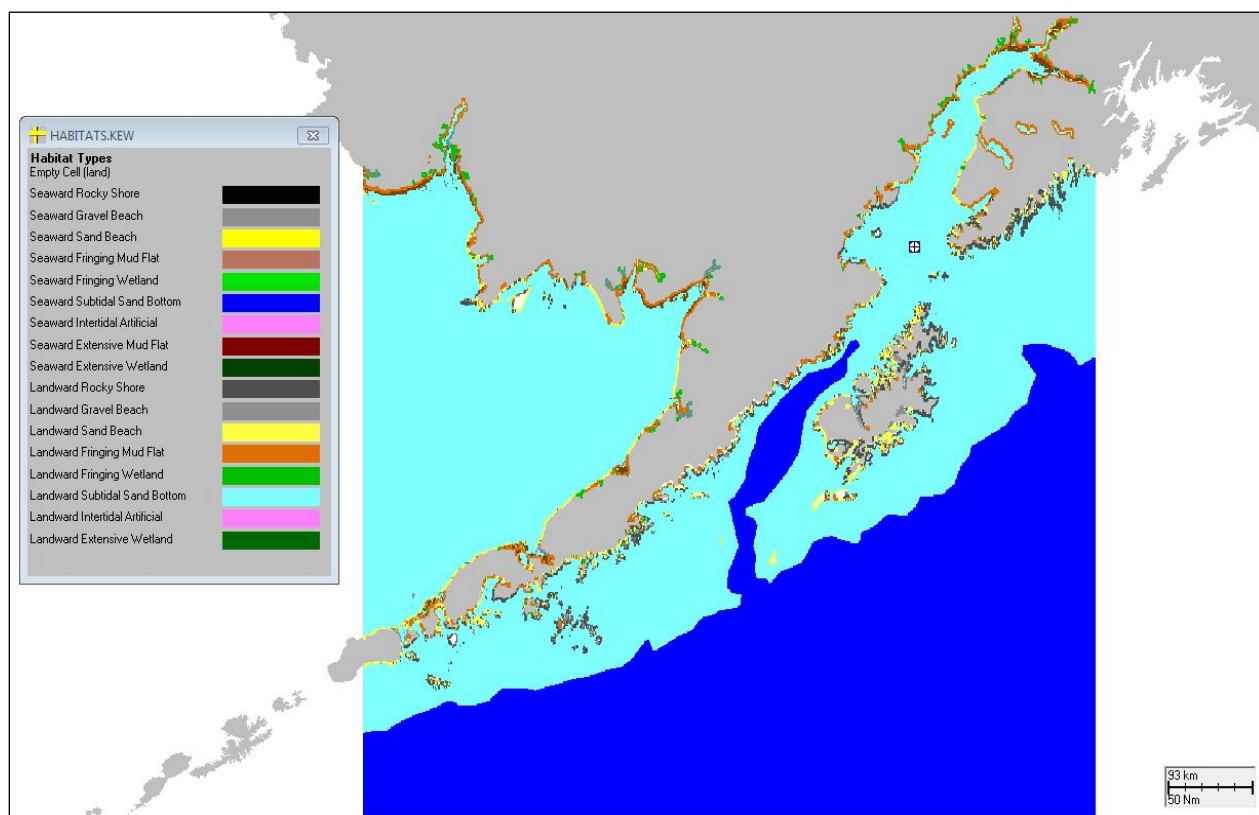 HABITATS.KEW
Habitat Types
Empty Cell (land)
Seaward Rocky Shore
Seaward Gravel Beach
Seaward Sand Beach
Seaward Fringing Mud Flat
Seaward Fringing Wetland
Seaward Subtidal Sand Bottom
Seaward Intertidal Artificial
Seaward Extensive Mud Flat
Seaward Extensive Wetland
Landward Rocky Shore
Landward Gravel Beach
Landward Sand Beach
Landward Fringing Mud Flat
Landward Fringing Wetland
Landward Subtidal Sand Bottom
Landward Intertidal Artificial
Landward Extensive Wetland
93 km
50 Nm